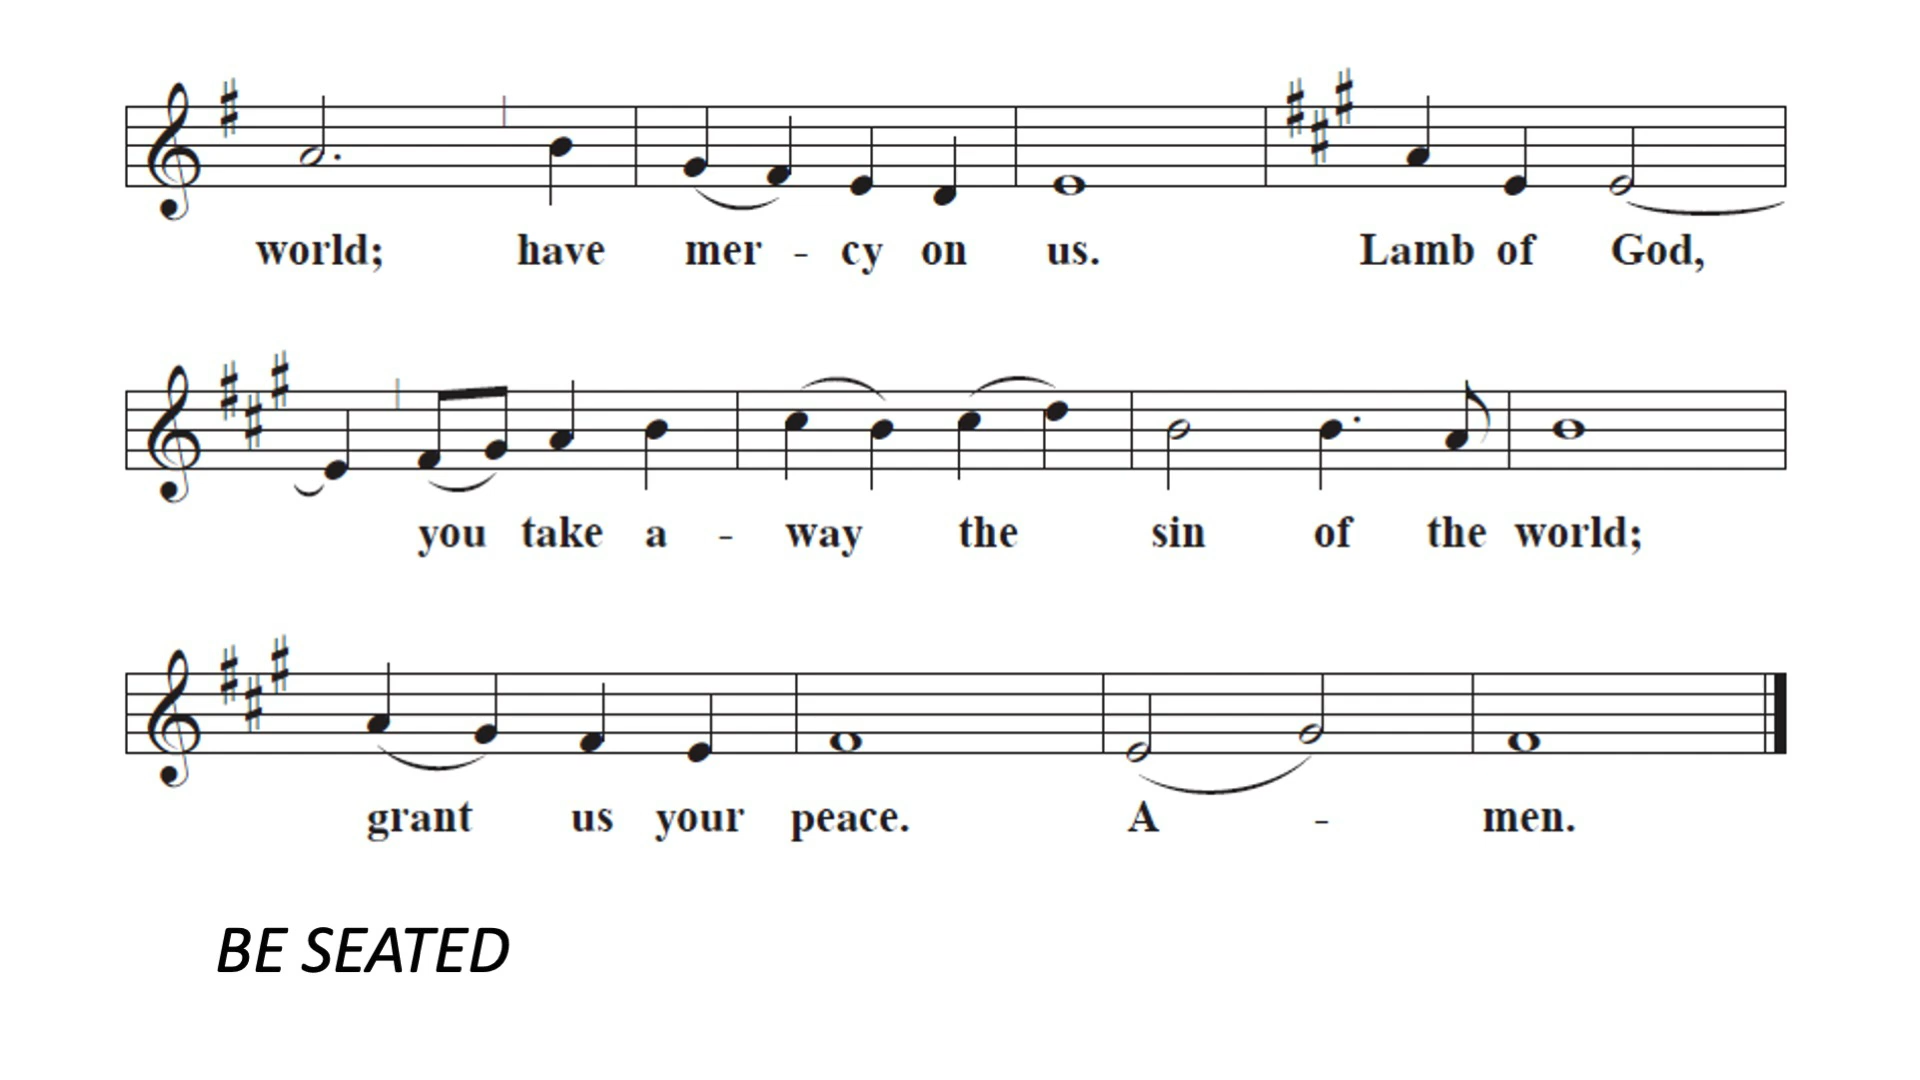 world; have mer - cy on us. Lamb of God,
you take a - way the sin of the world;
grant us your peace. A - men.
BE SEATED